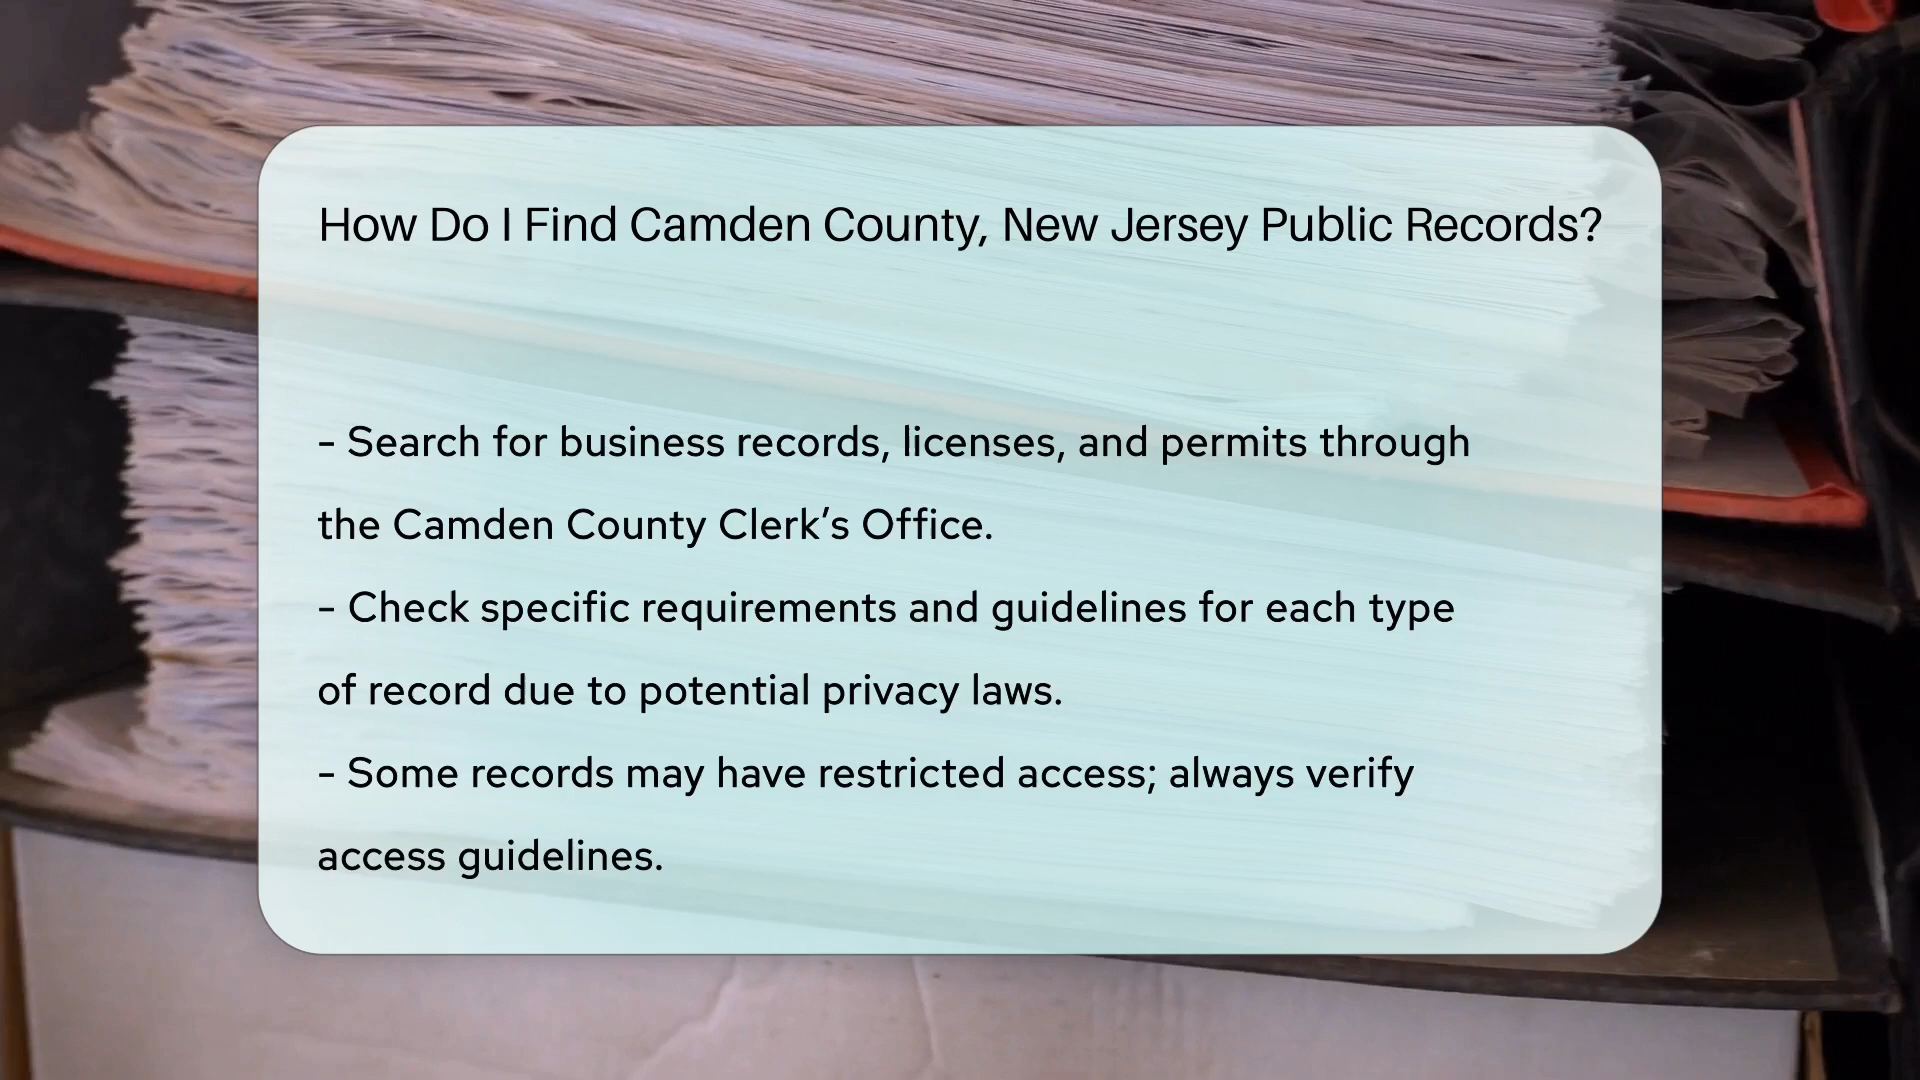 How Do I Find Camden County, New Jersey Public Records?
- Search for business records, licenses, and permits through
the Camden County Clerk’s Office.
- Check specific requirements and guidelines for each type
of record due to potential privacy laws.
- Some records may have restricted access; always verify
access guidelines.